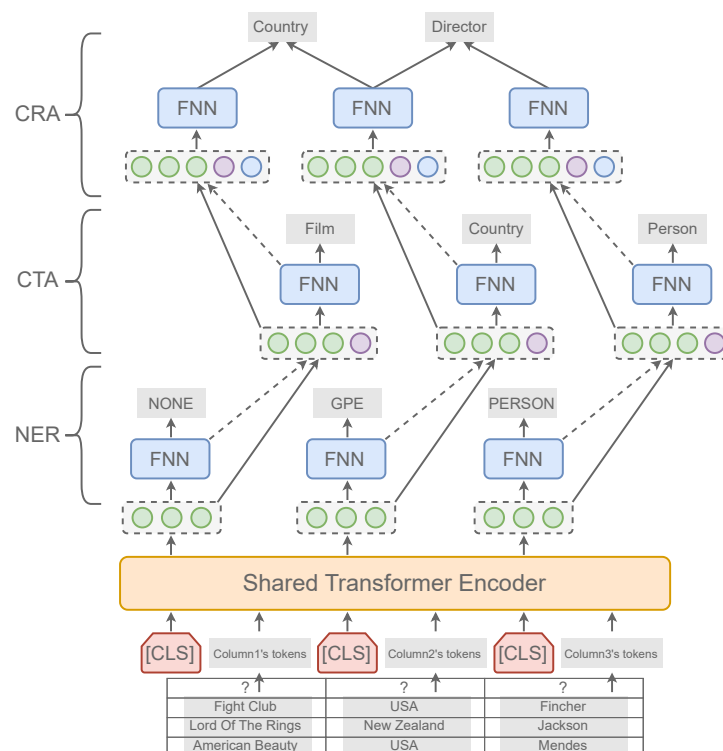 Country Director
CRA FNN FNN FNN
Film Country Person
CTA FNN FNN FNN
NONE GPE PERSON
NER FNN FNN FNN
Shared Transformer Encoder
[CLS] Column1's tokens [CLS] Column2's tokens [CLS] Column3's tokens
? ? ?
Fight Club USA Fincher
Lord Of The Rings New Zealand Jackson
American Beauty USA Mendes